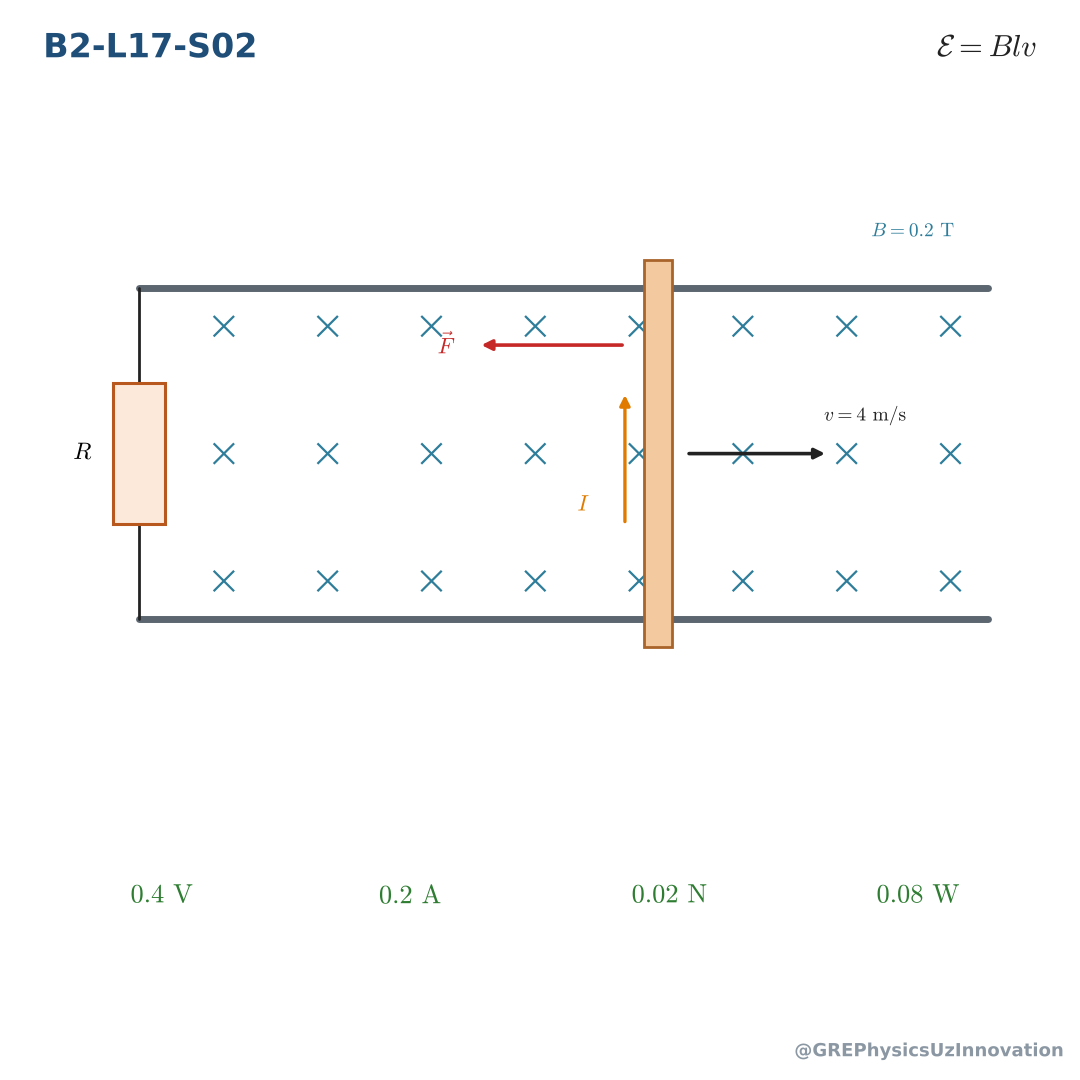 B2-L17-S02
ℰ = Blv
B = 0.2 T
F⃗
v = 4 m/s
R
I
0.4 V 0.2 A 0.02 N 0.08 W
@GREPhysicsUzInnovation